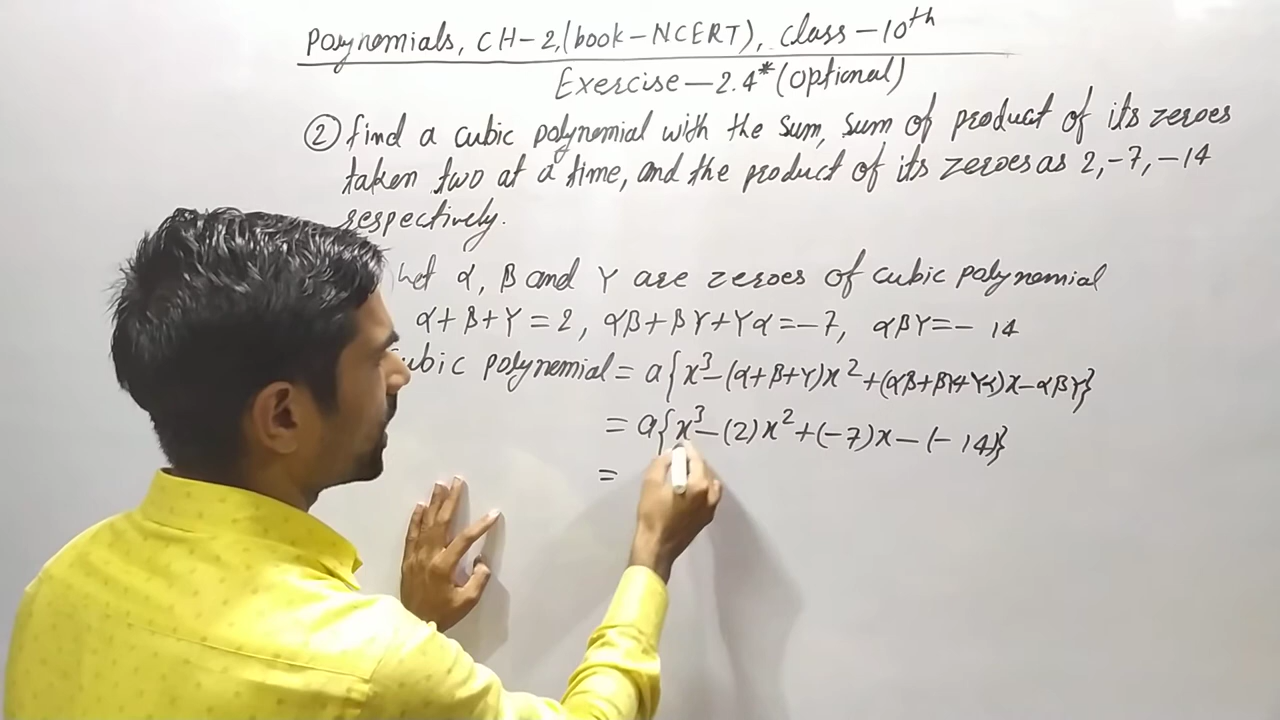 Polynomials, CH-2,(book-NCERT), Class-10th
Exercise-2.4*(optional)
② find a cubic polynomial with the sum, sum of product of its zeroes
taken two at a time, and the product of its zeroes as 2,-7,-14
respectively.
Let α, β and γ are zeroes of cubic polynomial
α+β+γ=2, αβ+βγ+γα=-7, αβγ=-14
Cubic polynomial = a{x³-(α+β+γ)x²+(αβ+βγ+γα)x-αβγ}
= a{x³-(2)x²+(-7)x-(-14)}
=